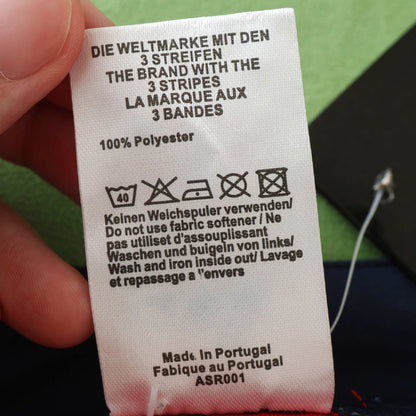 DIE WELTMARKE MIT DEN
3 STREIFEN
THE BRAND WITH THE
3 STRIPES
LA MARQUE AUX
3 BANDES
100% Polyester
40
Keinen Weichspuler verwenden/
Do not use fabric softener / Ne
pas utiliset d'assouplissant
Waschen und bugeln von links/
Wash and iron inside out/ Lavage
et repassage a l'envers
Made In Portugal
Fabique au Portugal
ASR001